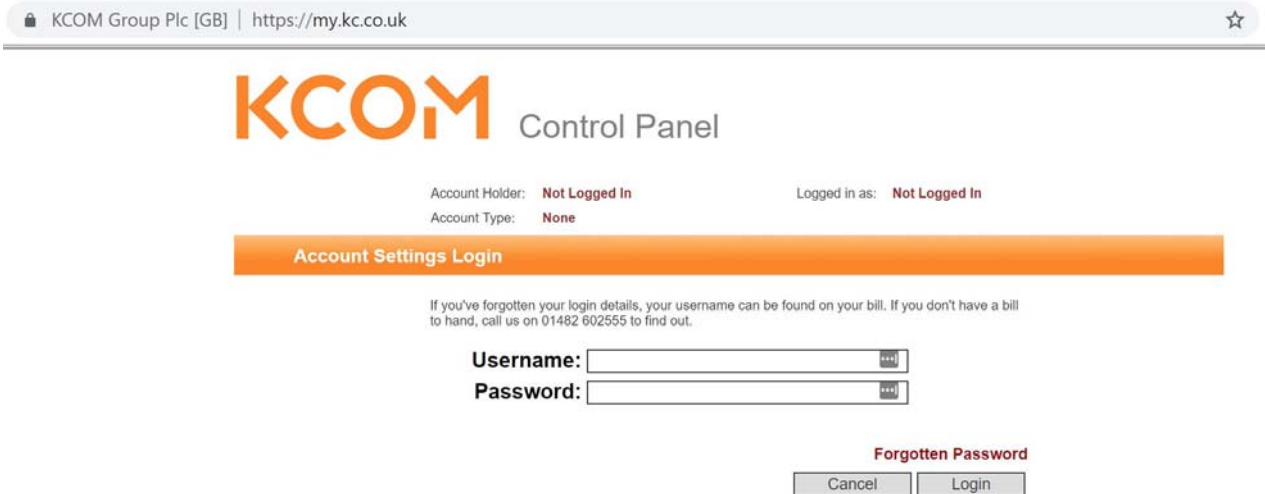 KCOM Group Plc [GB] | https://my.kc.co.uk
KCOM Control Panel
Account Holder: Not Logged In Logged in as: Not Logged In
Account Type: None
Account Settings Login
If you've forgotten your login details, your username can be found on your bill. If you don't have a bill
to hand, call us on 01482 602555 to find out.
Username:
Password:
Forgotten Password
Cancel Login